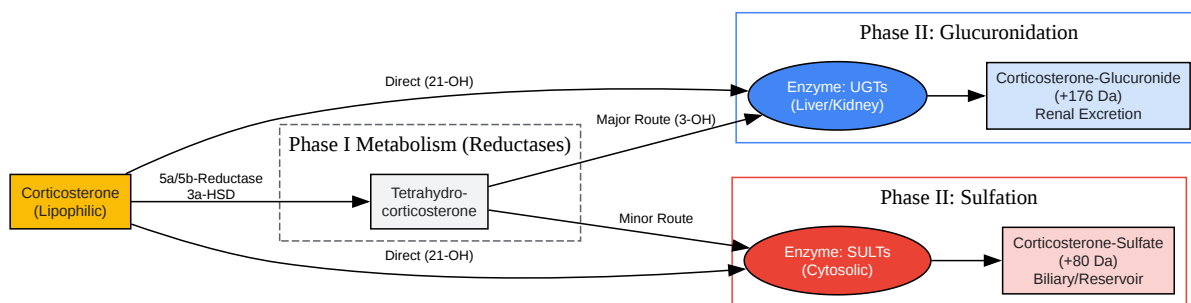 Phase II: Glucuronidation
Direct (21-OH)
Enzyme: UGTs
(Liver/Kidney)
Corticosterone-Glucuronide
(+176 Da)
Renal Excretion
Major Route (3-OH)
Phase I Metabolism (Reductases)
5a/5b-Reductase
3a-HSD
Corticosterone
(Lipophilic)
Tetrahydro-
corticosterone
Phase II: Sulfation
Minor Route
Direct (21-OH)
Enzyme: SULTs
(Cytosolic)
Corticosterone-Sulfate
(+80 Da)
Biliary/Reservoir